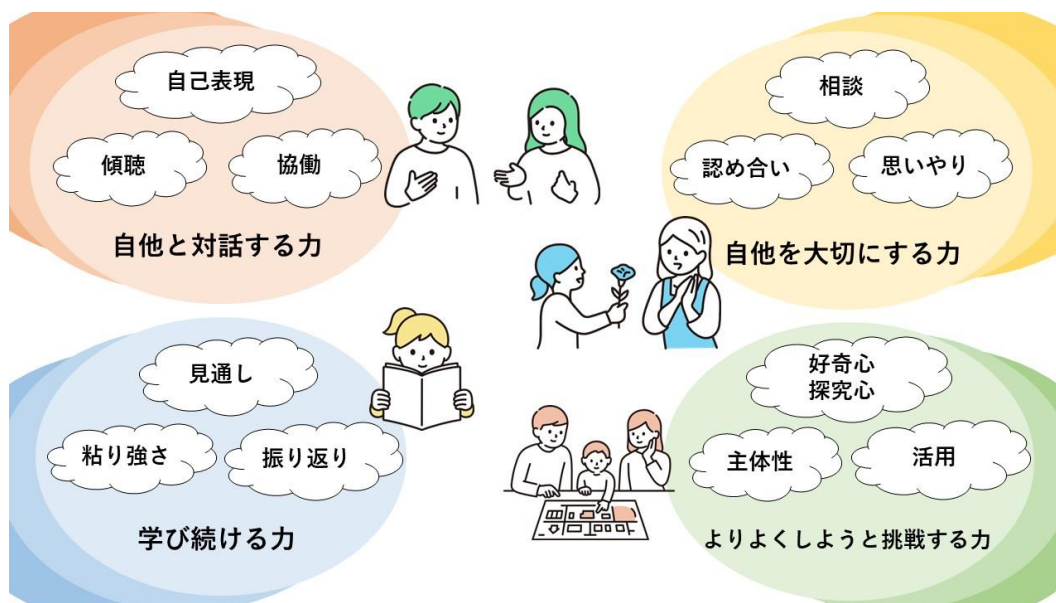 自己表現
傾聴
協働
自他と対話する力
相談
認め合い
思いやり
自他を大切にする力
見通し
粘り強さ
振り返り
学び続ける力
好奇心
探究心
主体性
活用
よりよくしようと挑戦する力